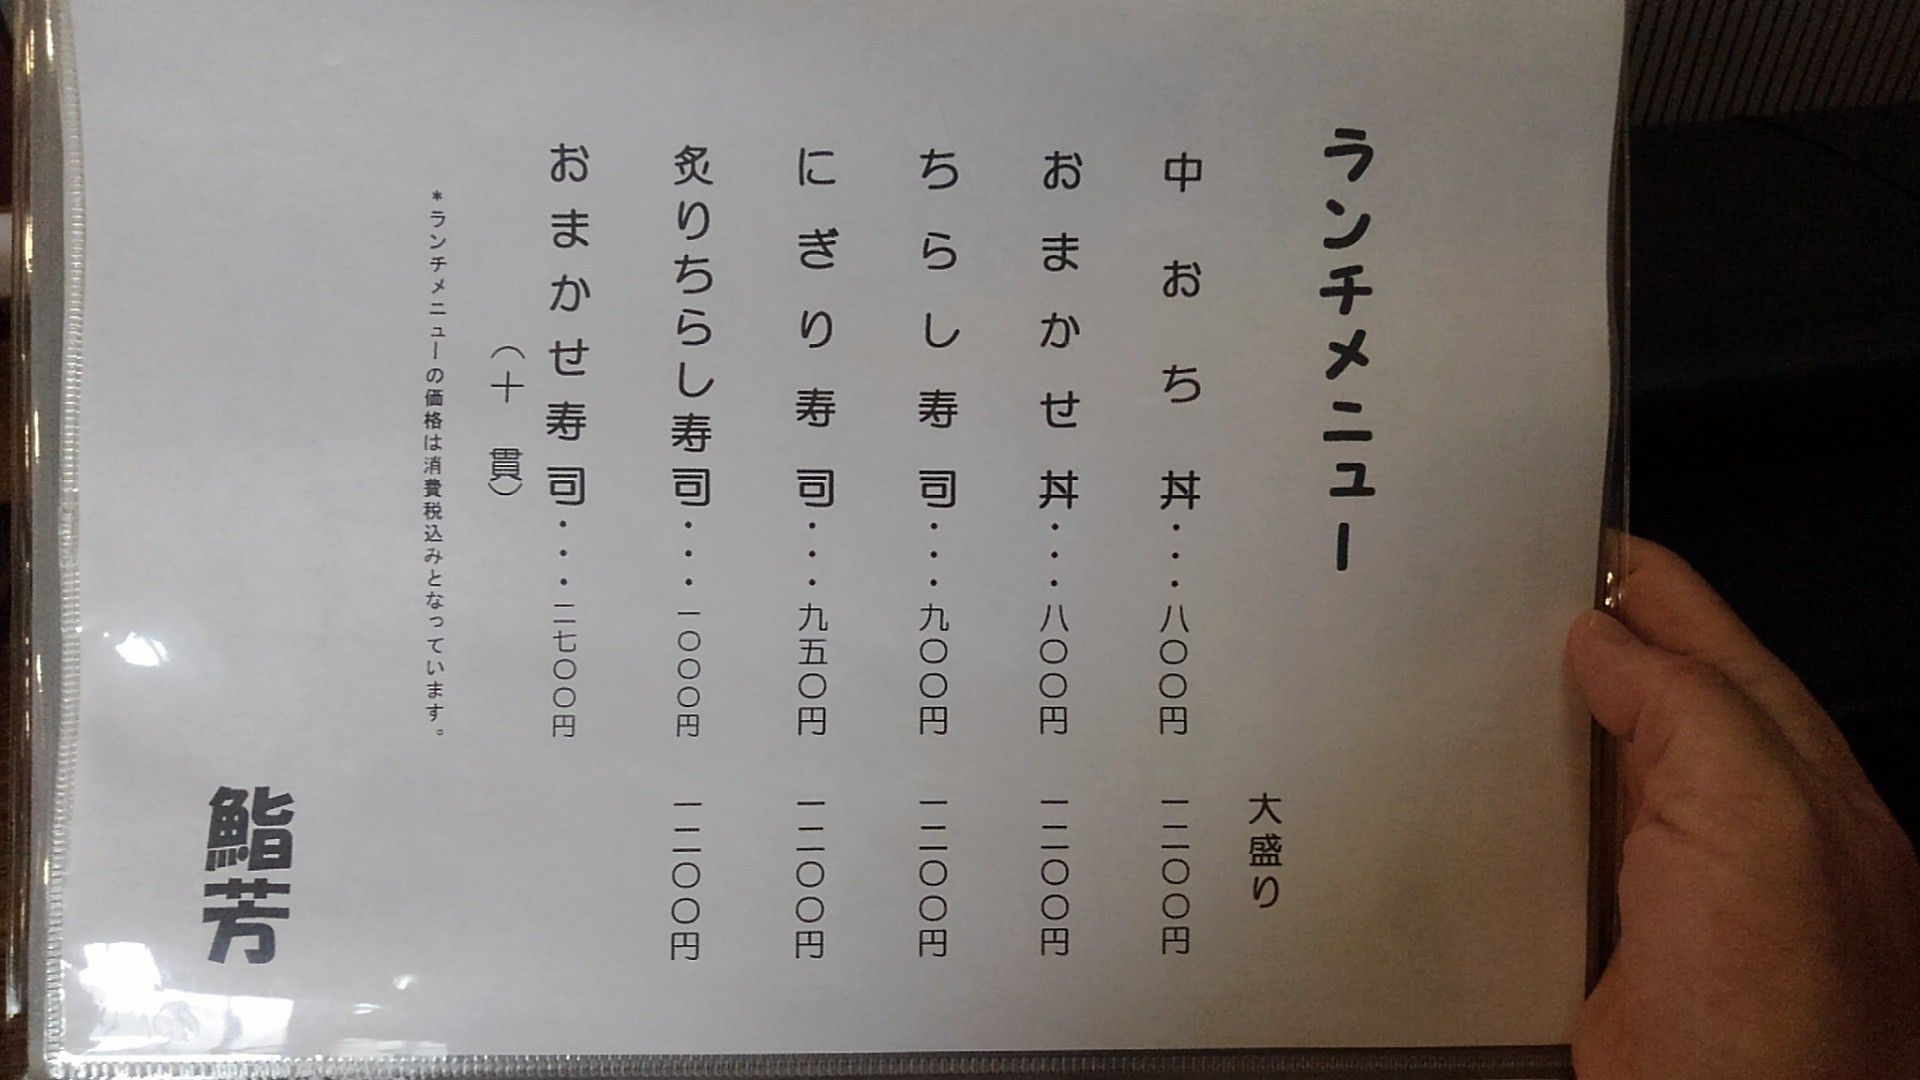 ランチメニュー
大盛り
中おち丼・・・八〇〇円 一二〇〇円
おまかせ丼・・・八〇〇円 一二〇〇円
ちらし寿司・・・九〇〇円 一二〇〇円
にぎり寿司・・・九五〇円 一二〇〇円
炙りちらし寿司・・・一〇〇〇円 一二〇〇円
おまかせ寿司・・・二七〇〇円
（十貫）
*ランチメニューの価格は消費税込みとなっています。
鮨芳